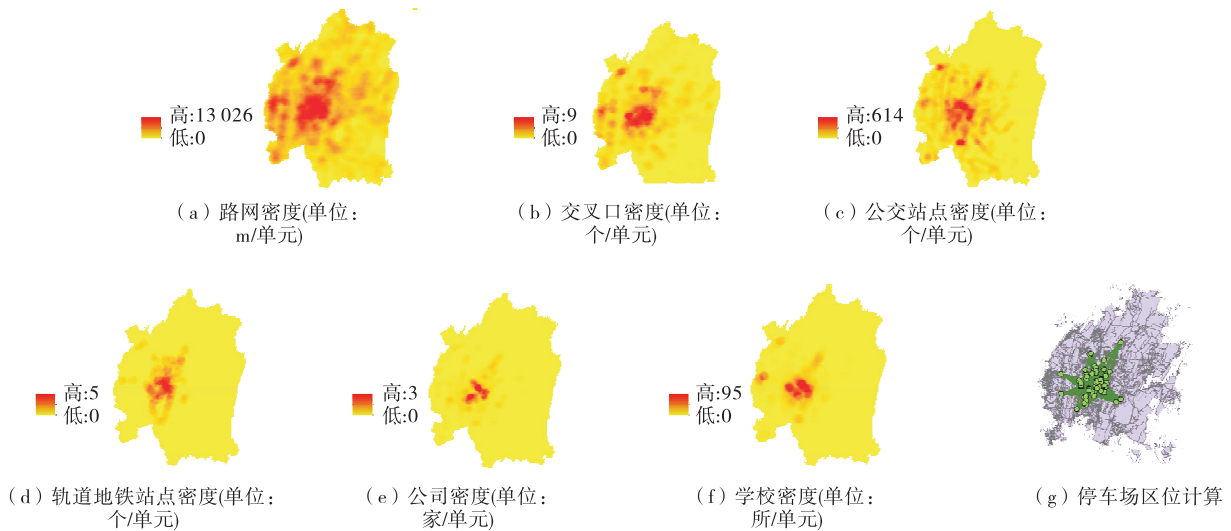 高:13 026
低:0
高:9
低:0
高:614
低:0
(a)路网密度(单位:
m/单元)
(b)交叉口密度(单位:
个/单元)
(c)公交站点密度(单位:
个/单元)
高:5
低:0
高:3
低:0
高:95
低:0
(d)轨道地铁站点密度(单位:
个/单元)
(e)公司密度(单位:
家/单元)
(f)学校密度(单位:
所/单元)
(g)停车场区位计算